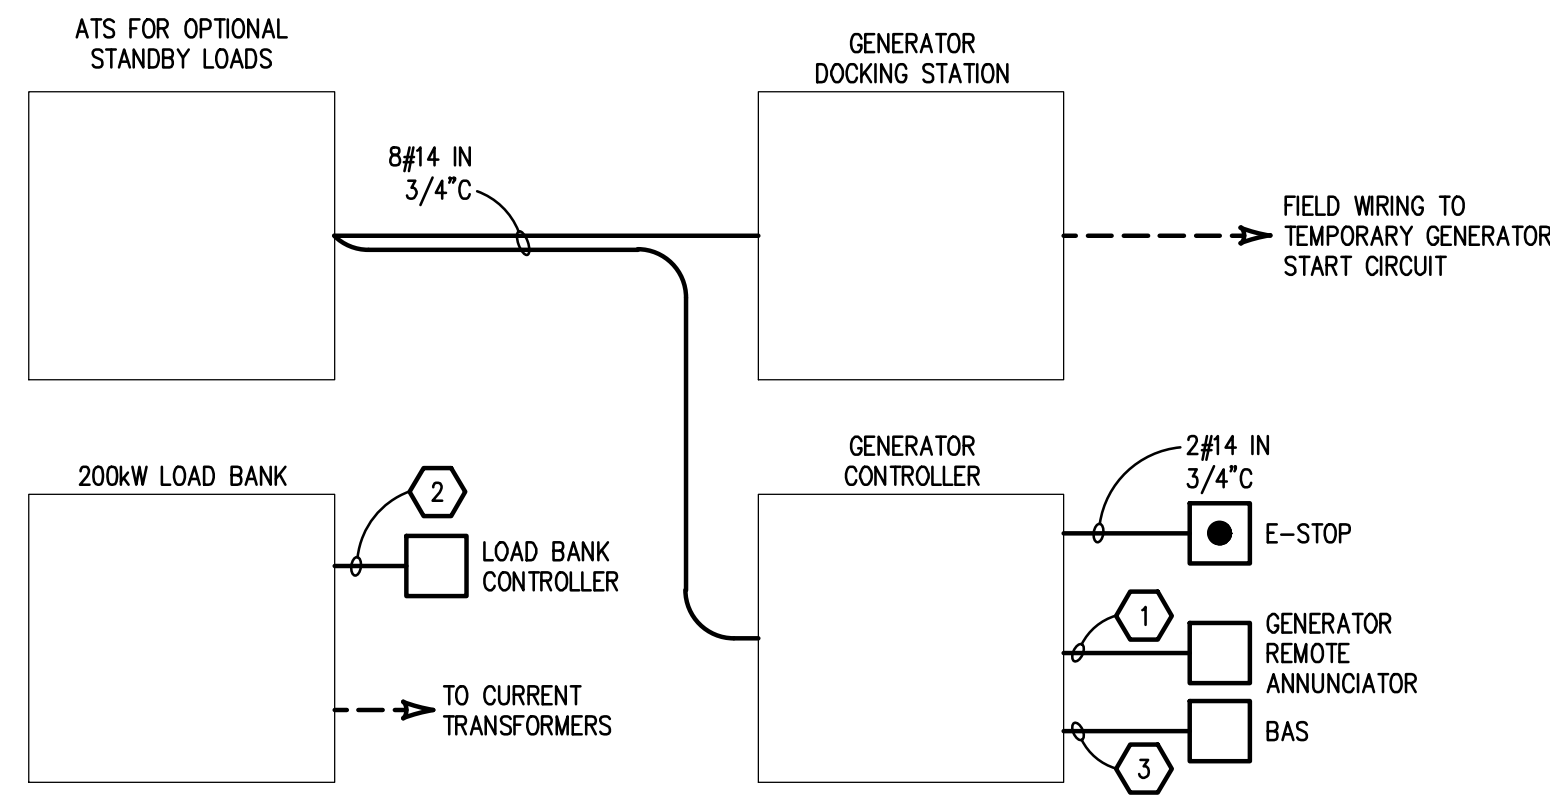 ATS FOR OPTIONAL
STANDBY LOADS
GENERATOR
DOCKING STATION
8#14 IN
3/4"C
FIELD WIRING TO
TEMPORARY GENERATOR
START CIRCUIT
200kW LOAD BANK
2
LOAD BANK
CONTROLLER
TO CURRENT
TRANSFORMERS
GENERATOR
CONTROLLER
2#14 IN
3/4"C
E-STOP
1
GENERATOR
REMOTE
ANNUNCIATOR
BAS
3